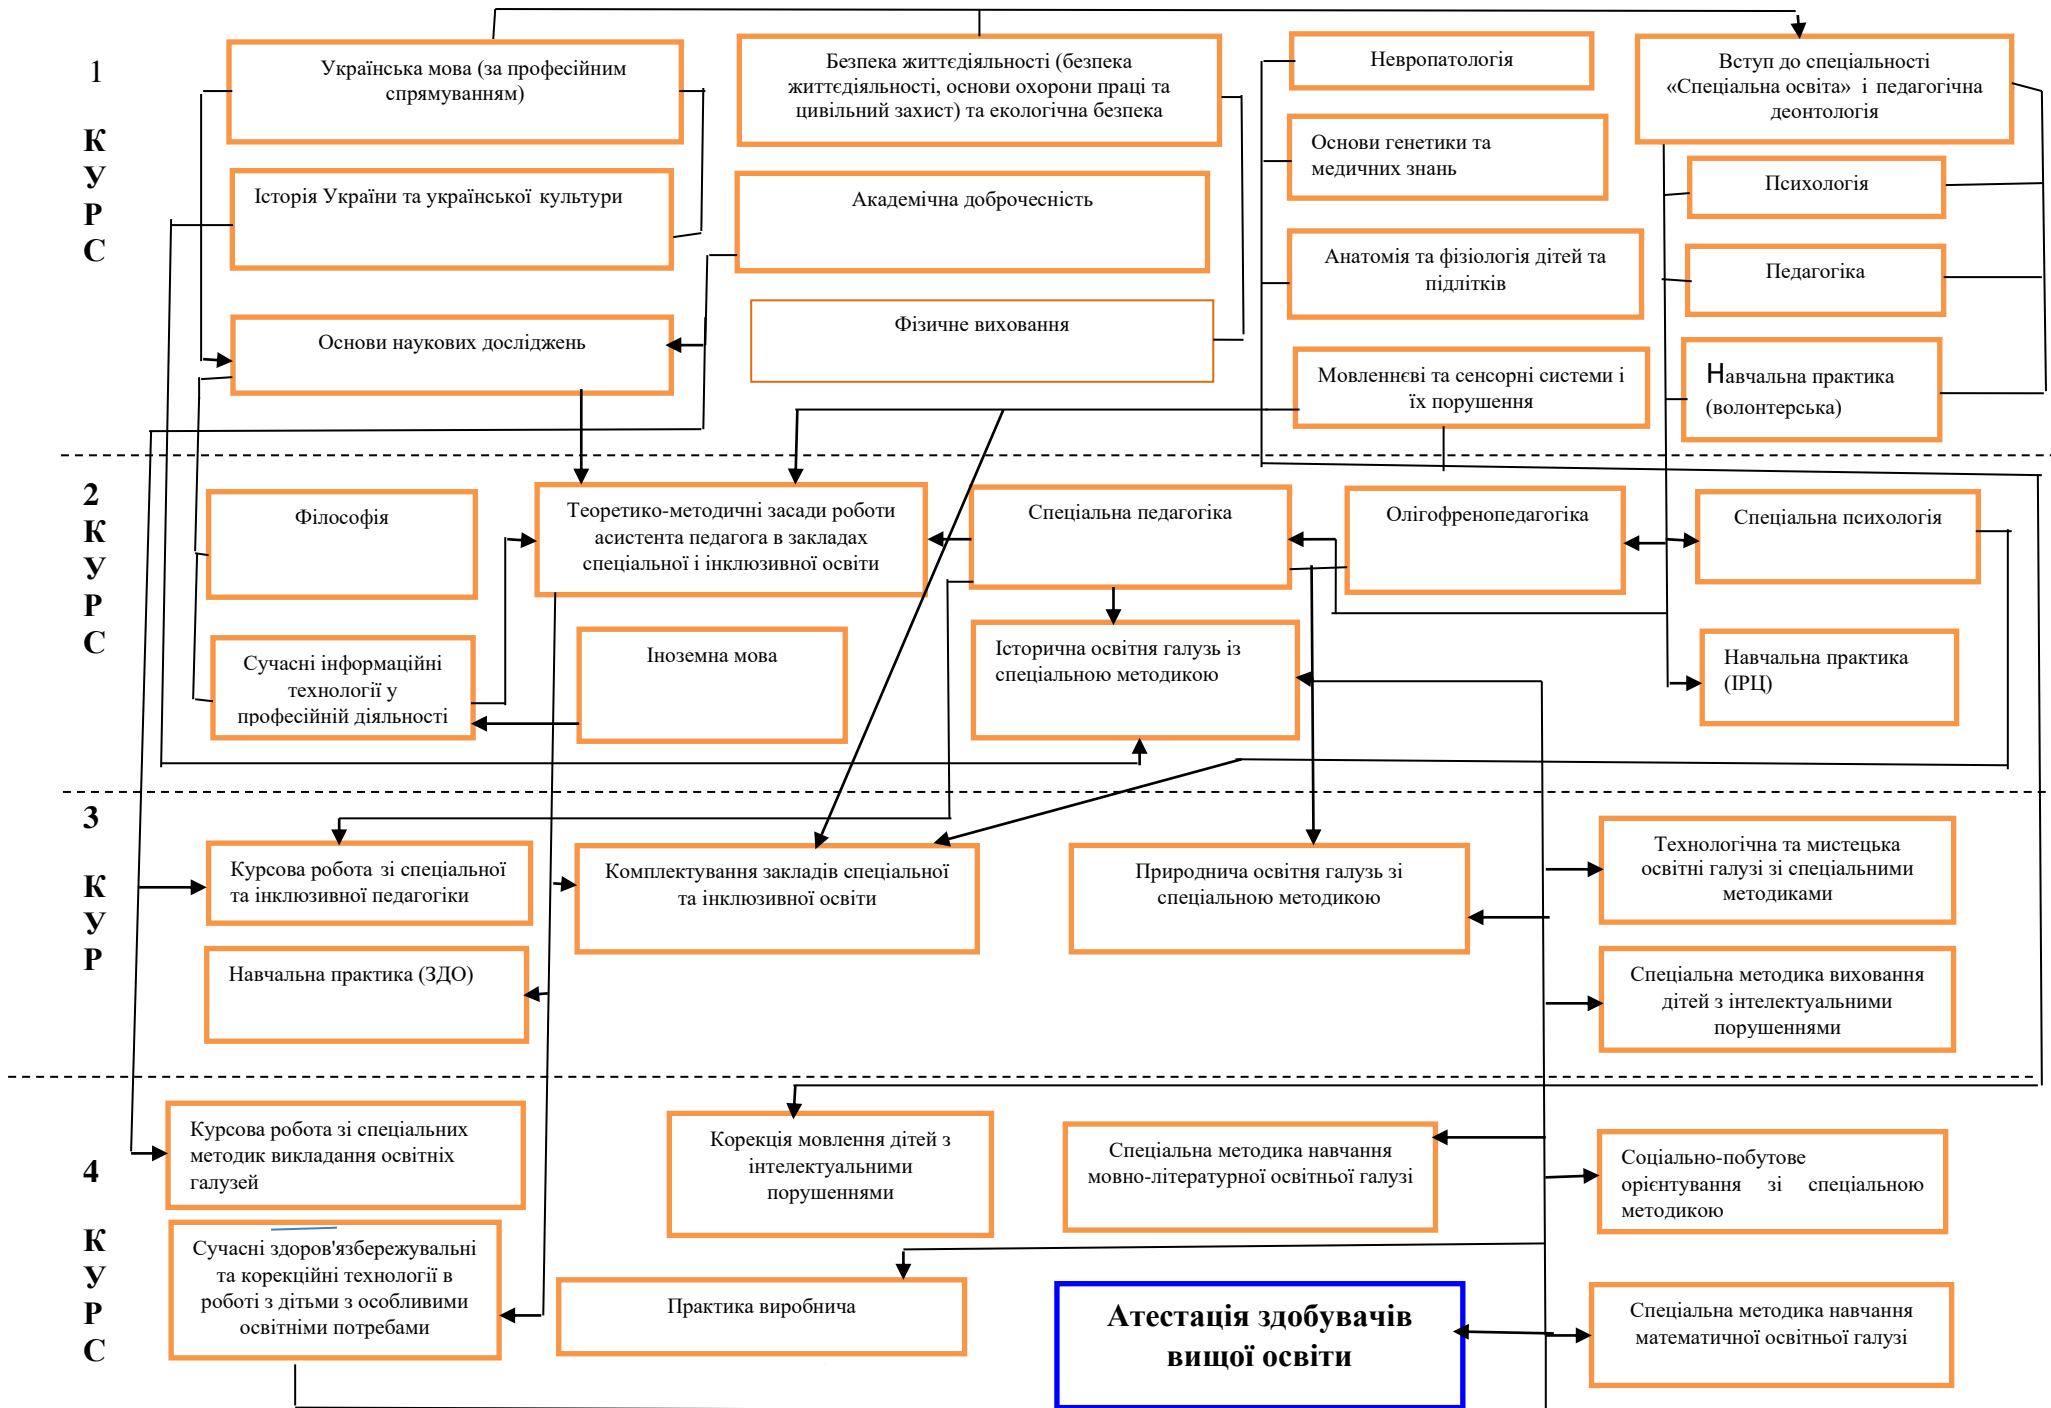 1
К
У
Р
С
Українська мова (за професійним
спрямуванням)
Безпека життєдіяльності (безпека
життєдіяльності, основи охорони праці та
цивільний захист) та екологічна безпека
Невропатологія
Вступ до спеціальності
«Спеціальна освіта» і педагогічна
деонтологія
Основи генетики та
медичних знань
Історія України та української культури
Академічна доброчесність
Психологія
Анатомія та фізіологія дітей та
підлітків
Педагогіка
Основи наукових досліджень
Фізичне виховання
Мовленнєві та сенсорні системи і
їх порушення
Навчальна практика
(волонтерська)
2
К
У
Р
С
Філософія
Теоретико-методичні засади роботи
асистента педагога в закладах
спеціальної і інклюзивної освіти
Спеціальна педагогіка
Олігофренопедагогіка
Спеціальна психологія
Сучасні інформаційні
технології у
професійній діяльності
Іноземна мова
Історична освітня галузь із
спеціальною методикою
Навчальна практика
(ІРЦ)
3
К
У
Р
Курсова робота зі спеціальної
та інклюзивної педагогіки
Комплектування закладів спеціальної
та інклюзивної освіти
Природнича освітня галузь зі
спеціальною методикою
Технологічна та мистецька
освітні галузі зі спеціальними
методиками
Навчальна практика (ЗДО)
Спеціальна методика виховання
дітей з інтелектуальними
порушеннями
4
К
У
Р
С
Курсова робота зі спеціальних
методик викладання освітніх
галузей
Корекція мовлення дітей з
інтелектуальними
порушеннями
Спеціальна методика навчання
мовно-літературної освітньої галузі
Соціально-побутове
орієнтування зі спеціальною
методикою
Сучасні здоров'язбережувальні
та корекційні технології в
роботі з дітьми з особливими
освітніми потребами
Практика виробнича
Атестація здобувачів
вищої освіти
Спеціальна методика навчання
математичної освітньої галузі